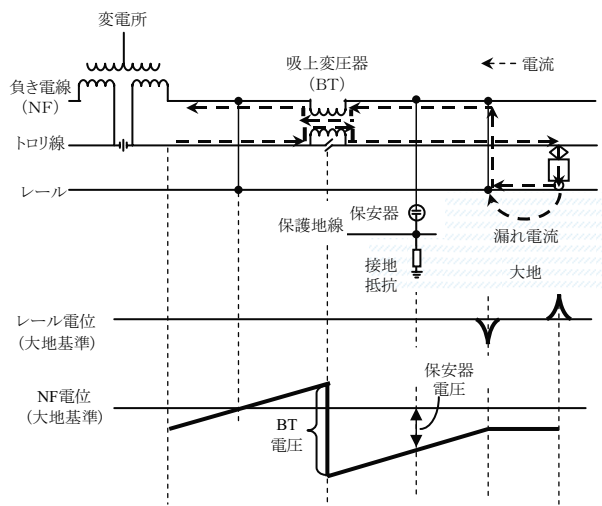 変電所
負き電線
(NF)
吸上変圧器
(BT)
電流
トロリ線
レール
保安器
保護地線
接地
抵抗
漏れ電流
大地
レール電位
(大地基準)
保安器
電圧
NF電位
(大地基準)
BT
電圧